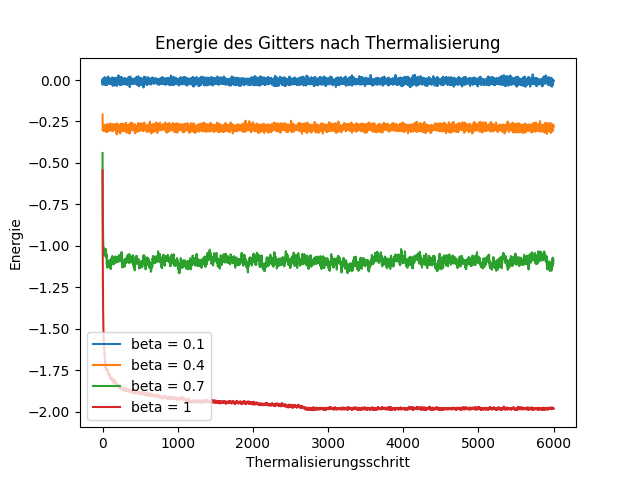 Energie des Gitters nach Thermalisierung
Energie
0.00
−0.25
−0.50
−0.75
−1.00
−1.25
−1.50
−1.75
−2.00
beta = 0.1
beta = 0.4
beta = 0.7
beta = 1
0 1000 2000 3000 4000 5000 6000
Thermalisierungsschritt